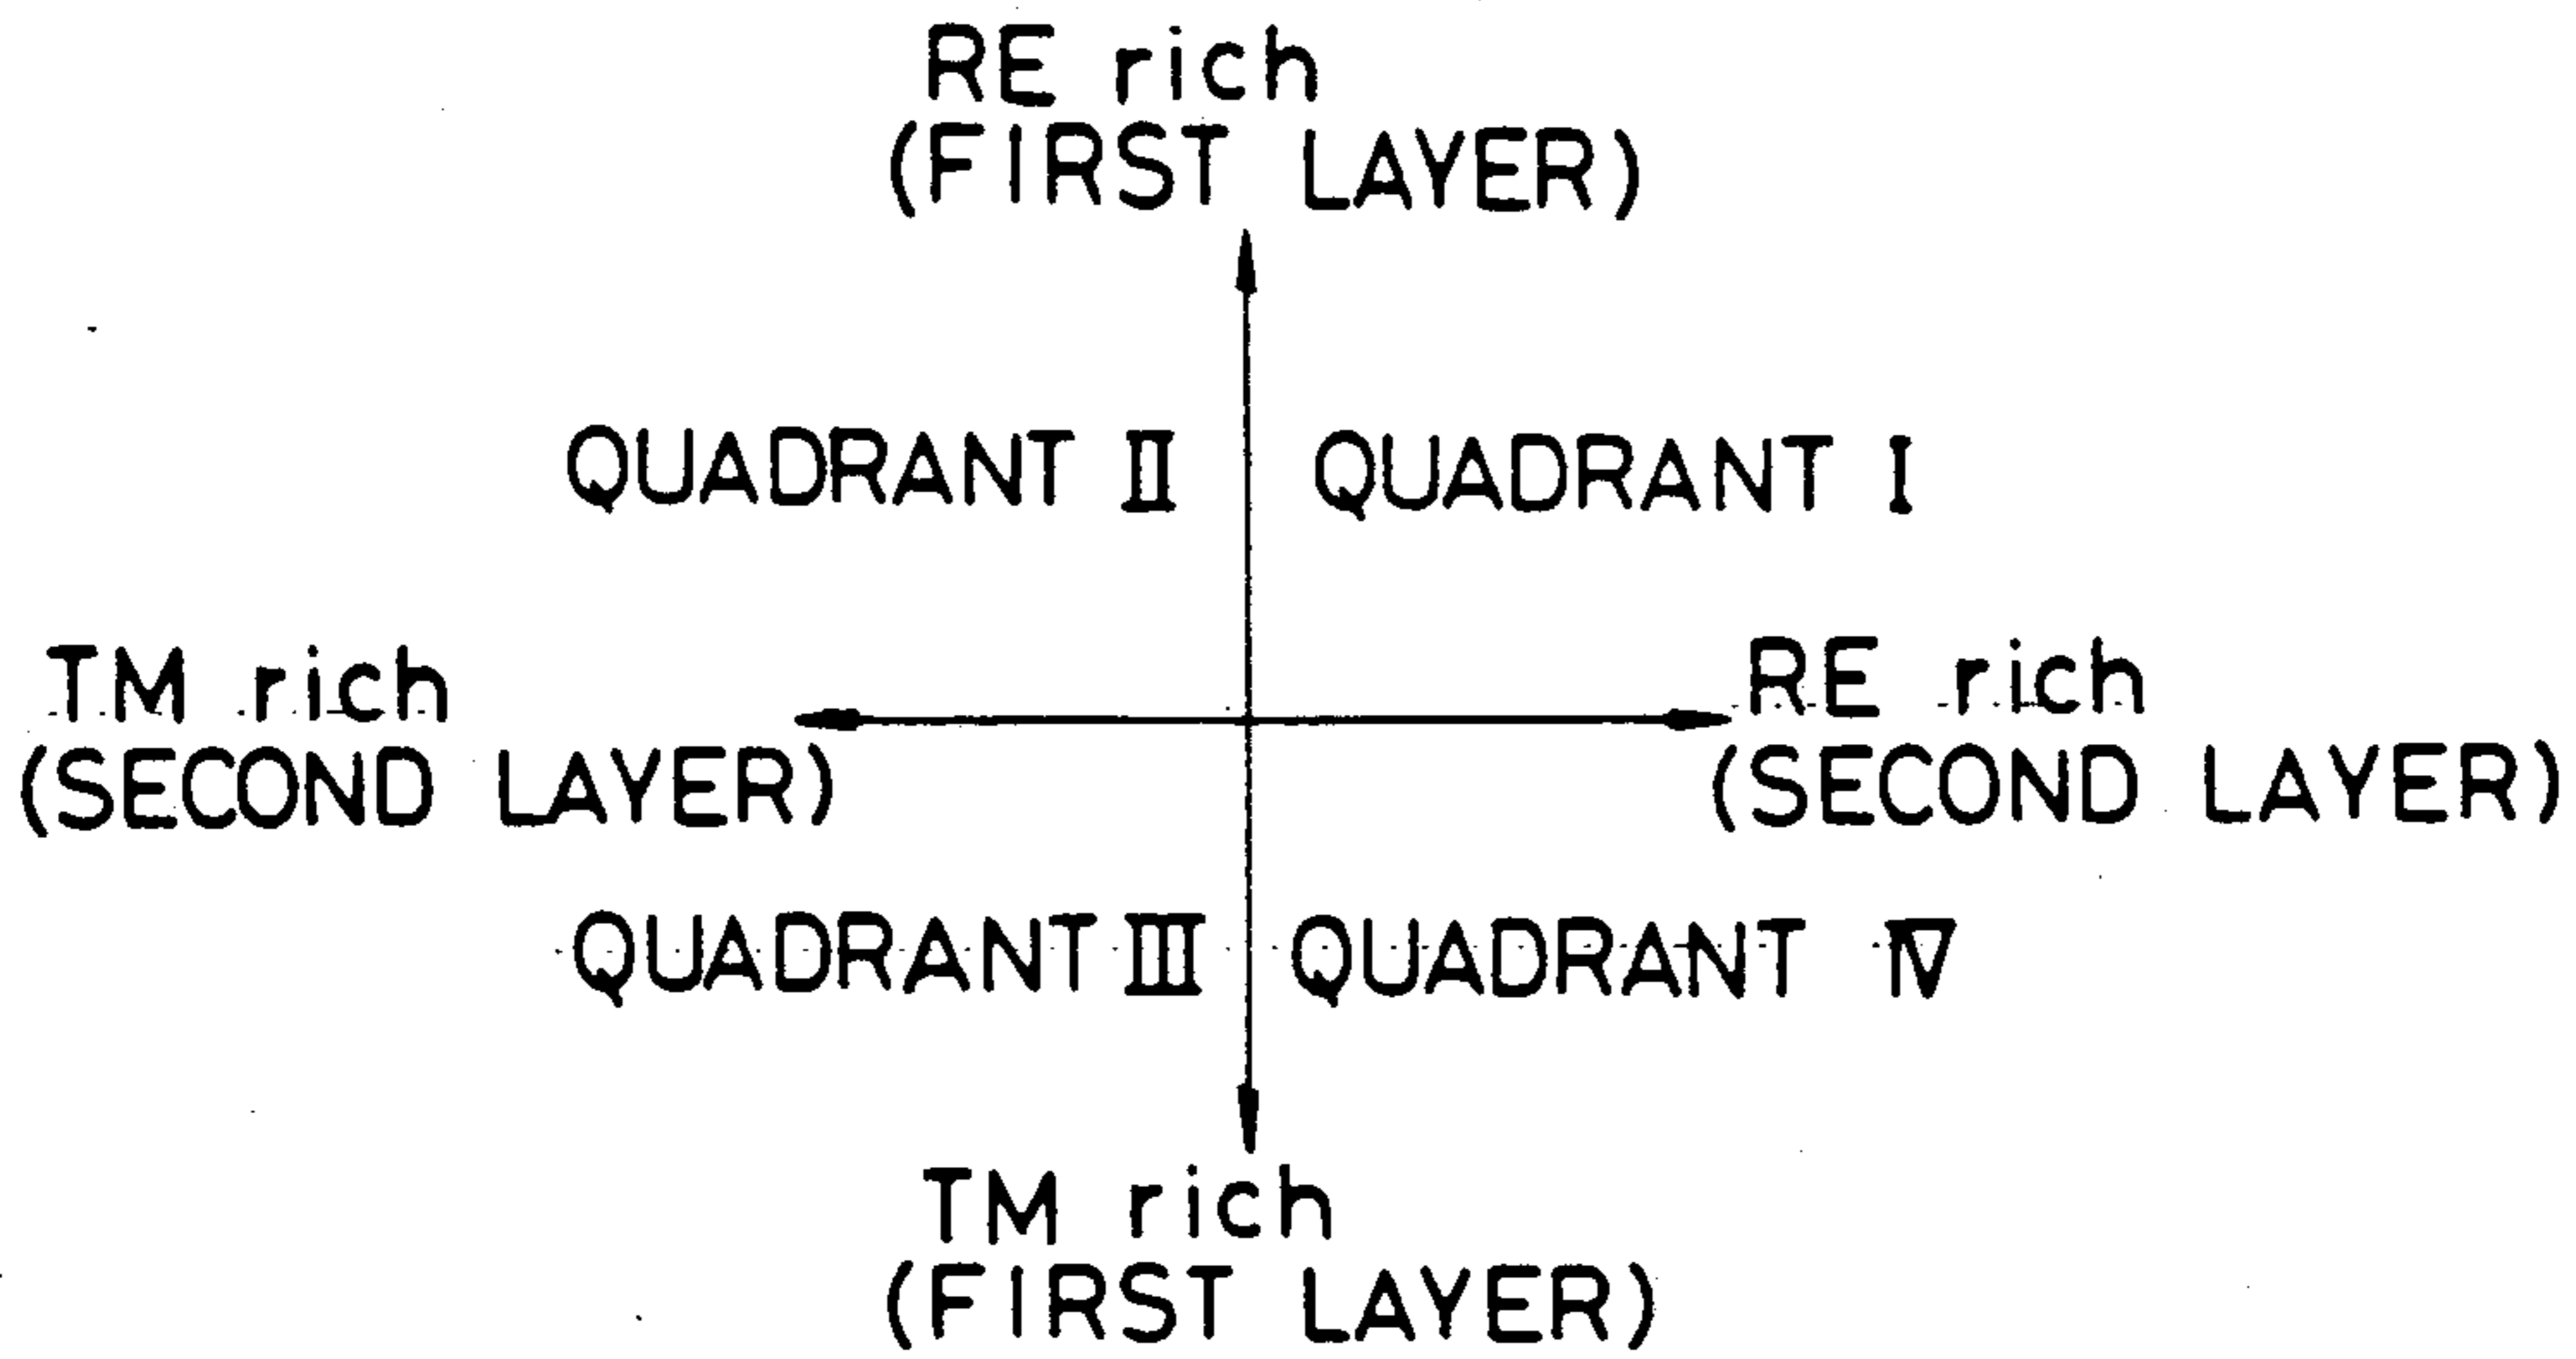 RE rich
(FIRST LAYER)
QUADRANT II QUADRANT I
TM rich
(SECOND LAYER)
RE rich
(SECOND LAYER)
QUADRANT III QUADRANT IV
TM rich
(FIRST LAYER)